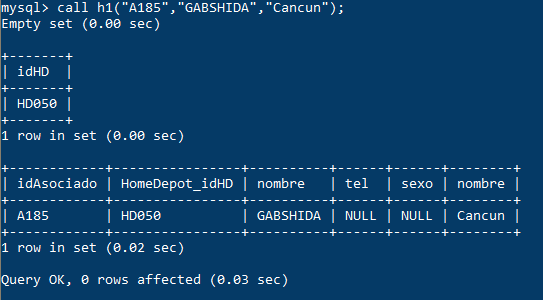 mysql> call h1("A185","GABSHIDA","Cancun");
Empty set (0.00 sec)

+-------+
| idHD  |
+-------+
| HD050 |
+-------+
1 row in set (0.00 sec)

+------------+----------------+----------+------+------+--------+
| idAsociado | HomeDepot_idHD | nombre   | tel  | sexo | nombre |
+------------+----------------+----------+------+------+--------+
| A185       | HD050          | GABSHIDA | NULL | NULL | Cancun |
+------------+----------------+----------+------+------+--------+
1 row in set (0.02 sec)

Query OK, 0 rows affected (0.03 sec)